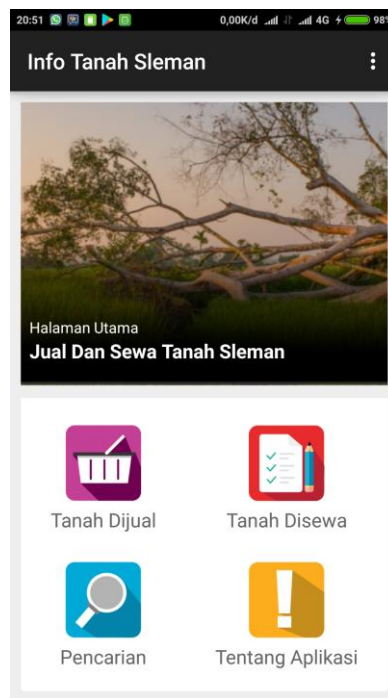 20:51 0,00K/d 4G 98%
Info Tanah Sleman
Halaman Utama
Jual Dan Sewa Tanah Sleman
Tanah Dijual Tanah Disewa
Pencarian Tentang Aplikasi